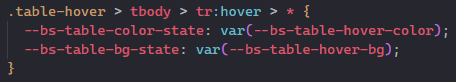 .table-hover > tbody > tr:hover > * {
--bs-table-color-state: var(--bs-table-hover-color);
--bs-table-bg-state: var(--bs-table-hover-bg);
}